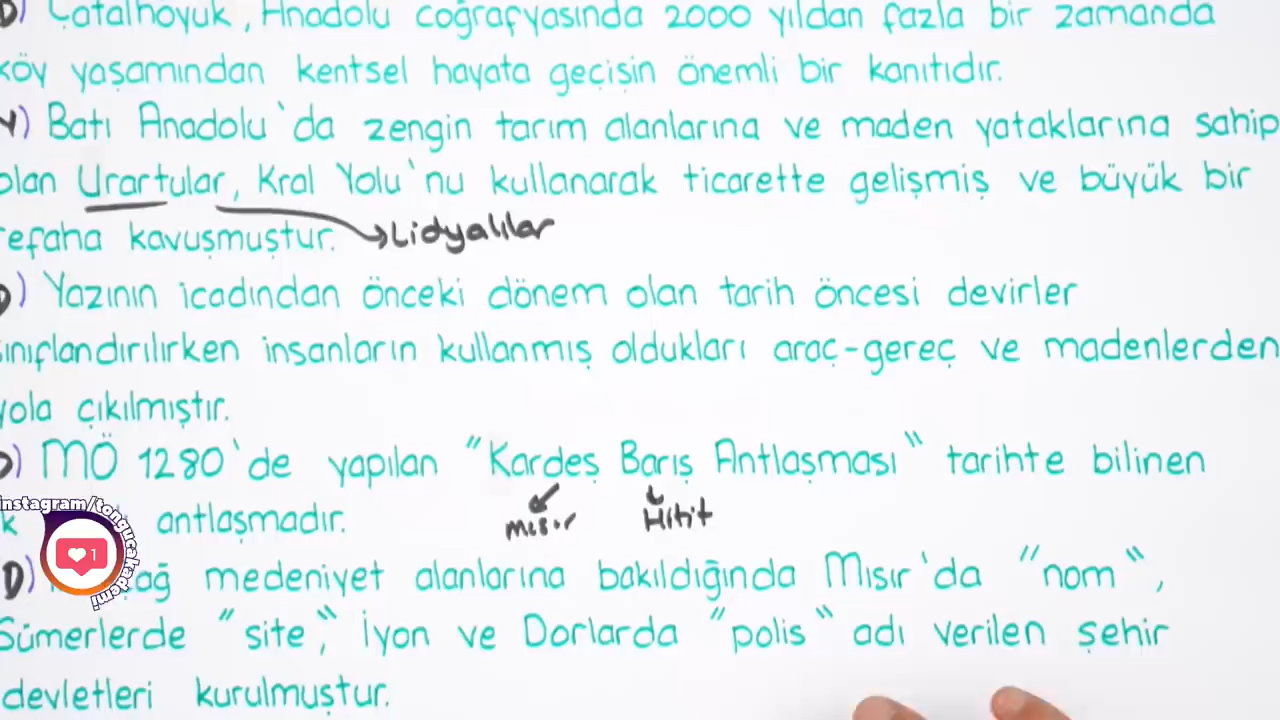 D) Çatalhöyük, Anadolu coğrafyasında 2000 yıldan fazla bir zamanda
köy yaşamından kentsel hayata geçişin önemli bir kanıtıdır.
Y) Batı Anadolu'da zengin tarım alanlarına ve maden yataklarına sahip
olan Urartular, Kral Yolu'nu kullanarak ticarette gelişmiş ve büyük bir
refaha kavuşmuştur. →Lidyalılar
D) Yazının icadından önceki dönem olan tarih öncesi devirler
sınıflandırılırken insanların kullanmış oldukları araç-gereç ve madenlerden
yola çıkılmıştır.
D) MÖ 1280'de yapılan "Kardeş Barış Antlaşması" tarihte bilinen
antlaşmadır. Mısır Hitit
D) medeniyet alanlarına bakıldığında Mısır'da "nom",
Sümerlerde "site", İyon ve Dorlarda "polis" adı verilen şehir
devletleri kurulmuştur.
instagram/tonguçakademi
1